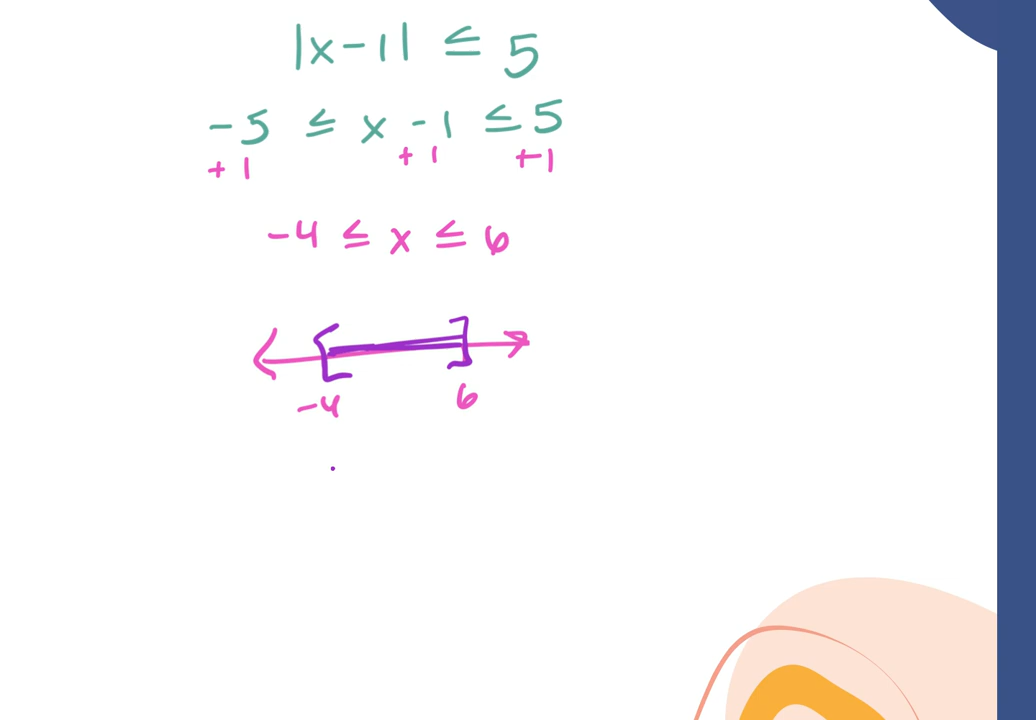 |x-1| ≤ 5
-5 ≤ x -1 ≤ 5
+1 +1 +1
-4 ≤ x ≤ 6
-4 6